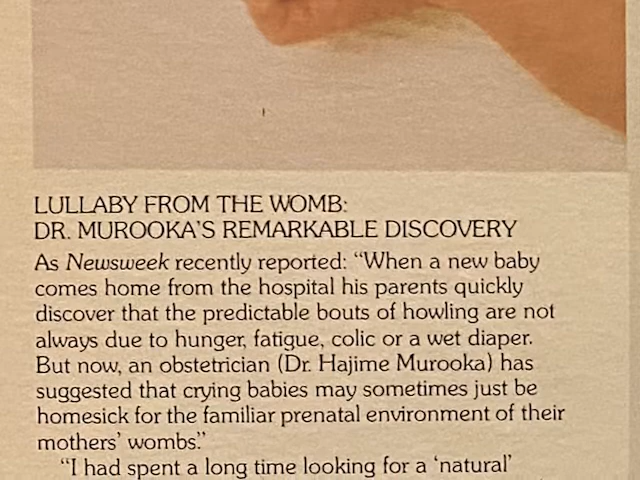 LULLABY FROM THE WOMB:
DR. MUROOKA'S REMARKABLE DISCOVERY
As Newsweek recently reported: “When a new baby
comes home from the hospital his parents quickly
discover that the predictable bouts of howling are not
always due to hunger, fatigue, colic or a wet diaper.
But now, an obstetrician (Dr. Hajime Murooka) has
suggested that crying babies may sometimes just be
homesick for the familiar prenatal environment of their
mothers’ wombs.”
“I had spent a long time looking for a ‘natural’